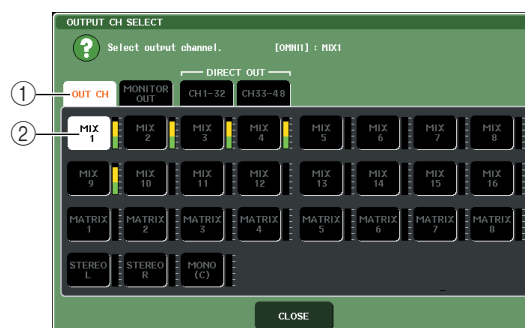 OUTPUT CH SELECT
? Select output channel. [OMNI1] : MIX1
DIRECT OUT
1 OUT CH MONITOR OUT CH1-32 CH33-48
2 MIX 1 MIX 2 MIX 3 MIX 4 MIX 5 MIX 6 MIX 7 MIX 8
MIX 9 MIX 10 MIX 11 MIX 12 MIX 13 MIX 14 MIX 15 MIX 16
MATRIX 1 MATRIX 2 MATRIX 3 MATRIX 4 MATRIX 5 MATRIX 6 MATRIX 7 MATRIX 8
STEREO L STEREO R MONO (C)
CLOSE